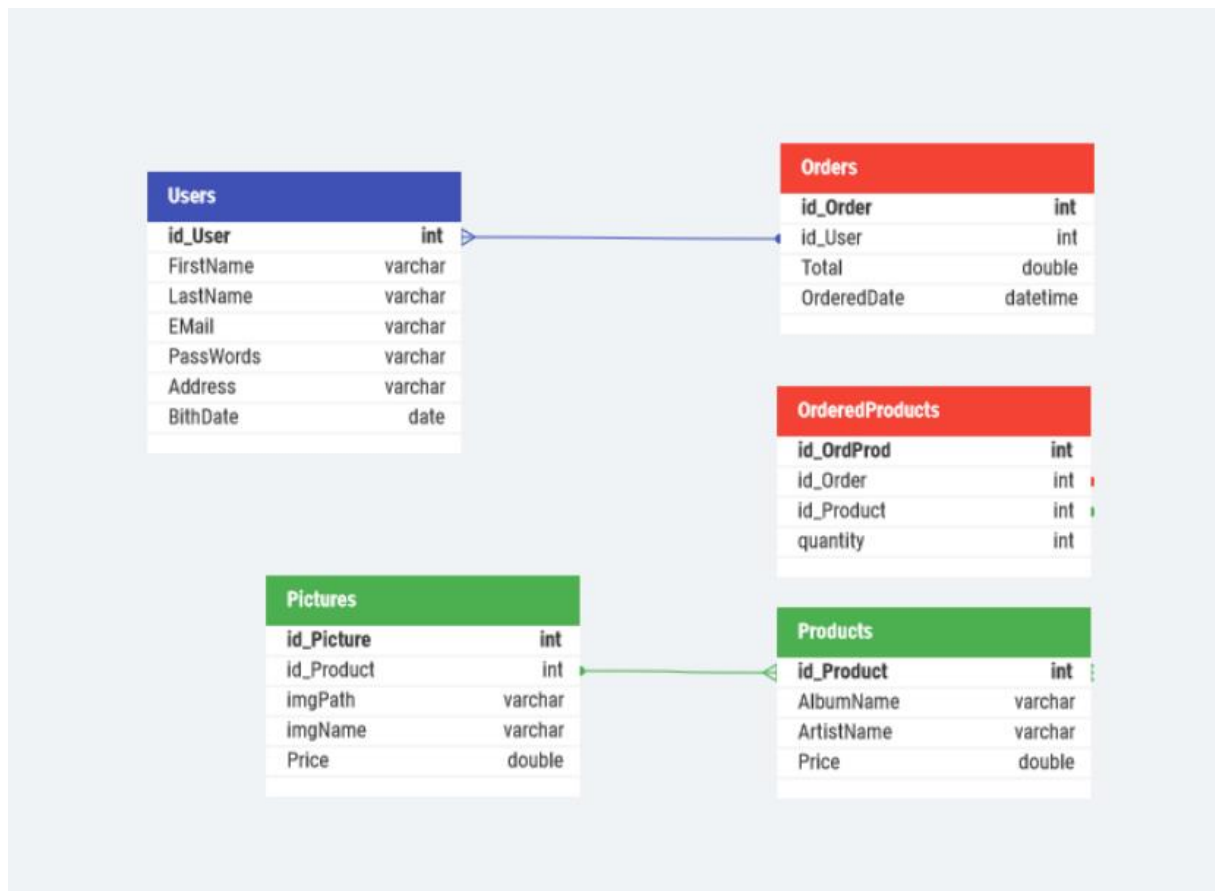 Users
id_User int
FirstName varchar
LastName varchar
EMail varchar
PassWords varchar
Address varchar
BithDate date
Orders
id_Order int
id_User int
Total double
OrderedDate datetime
OrderedProducts
id_OrdProd int
id_Order int
id_Product int
quantity int
Pictures
id_Picture int
id_Product int
imgPath varchar
imgName varchar
Price double
Products
id_Product int
AlbumName varchar
ArtistName varchar
Price double